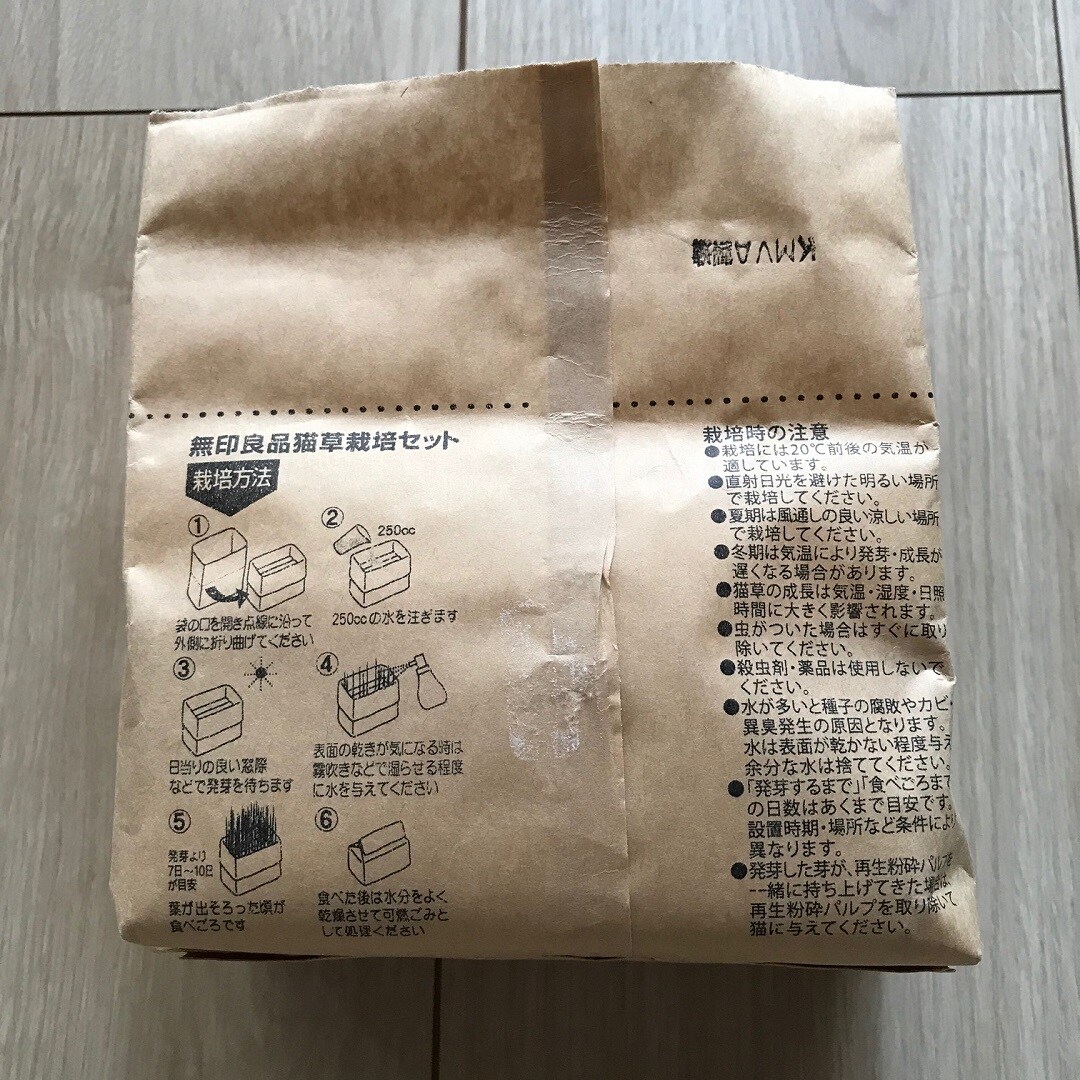 KMVA製造
無印良品猫草栽培セット
栽培方法
①
袋の口を開き点線に沿って
外側に折り曲げてください
②
250cc
250ccの水を注ぎます
③
日当りの良い窓際
などで発芽を待ちます
④
表面の乾きが気になる時は
霧吹きなどで湿らせる程度
に水を与えてください
⑤
発芽より
7日〜10日
が目安
葉が出そろった頃が
食べごろです
⑥
食べた後は水分をよく、
乾燥させて可燃ごみと
して処理ください
栽培時の注意
●栽培には20℃前後の気温が
適しています。
●直射日光を避けた明るい場所
で栽培してください。
●夏期は風通しの良い涼しい場所
で栽培してください。
●冬期は気温により発芽・成長が
遅くなる場合があります。
●猫草の成長は気温・湿度・日照
時間に大きく影響されます。
●虫がついた場合はすぐに取り
除いてください。
●殺虫剤・薬品は使用しないで
ください。
●水が多いと種子の腐敗やカビ・
異臭発生の原因となります。
水は表面が乾かない程度与え
余分な水は捨ててください。
●「発芽するまで」「食べごろまで
の日数はあくまで目安です。
設置時期・場所など条件により
異なります。
●発芽した芽が、再生粉砕パルプを
一緒に持ち上げてきた場合は、
再生粉砕パルプを取り除いて
猫に与えてください。